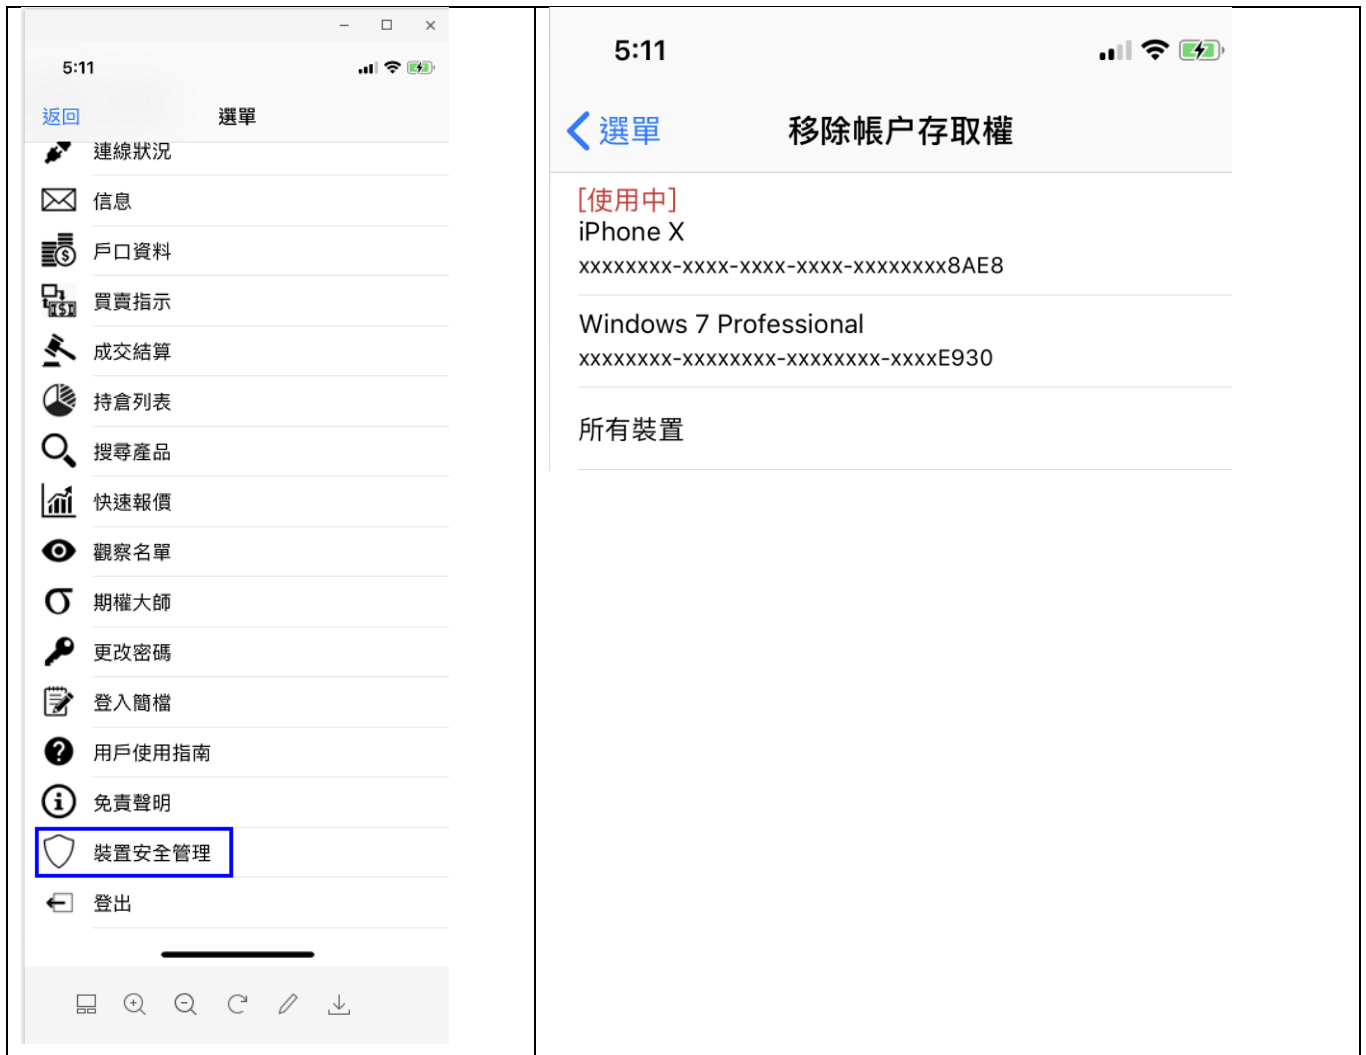 5:11
返回
選單
連線狀況
信息
戶口資料
買賣指示
成交結算
持倉列表
搜尋產品
快速報價
觀察名單
期權大師
更改密碼
登入簡檔
用戶使用指南
免責聲明
裝置安全管理
登出
5:11
選單
移除帳户存取權
[使用中]
iPhone X
xxxxxxxx-xxxx-xxxx-xxxx-xxxxxxxx8AE8
Windows 7 Professional
xxxxxxxx-xxxxxxxx-xxxxxxxx-xxxxE930
所有裝置